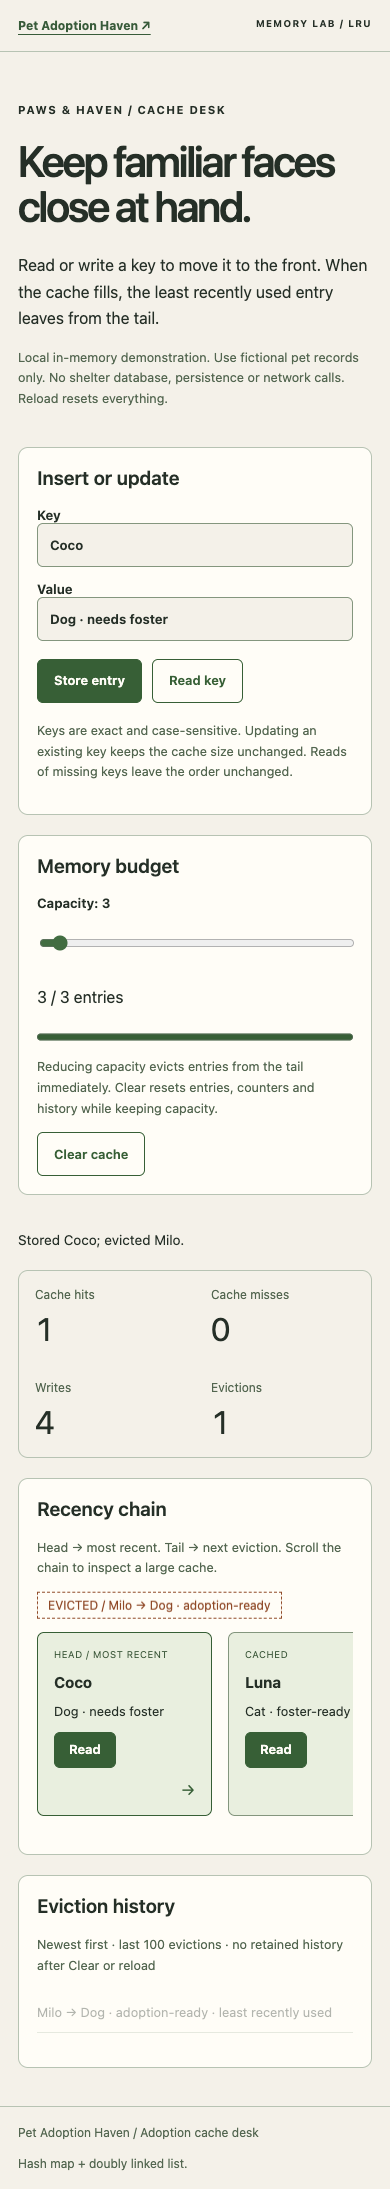 Pet Adoption Haven ↗
MEMORY LAB / LRU
PAWS & HAVEN / CACHE DESK
Keep familiar faces
close at hand.
Read or write a key to move it to the front. When
the cache fills, the least recently used entry
leaves from the tail.
Local in-memory demonstration. Use fictional pet records
only. No shelter database, persistence or network calls.
Reload resets everything.
Insert or update
Key
Coco
Value
Dog · needs foster
Store entry
Read key
Keys are exact and case-sensitive. Updating an
existing key keeps the cache size unchanged. Reads
of missing keys leave the order unchanged.
Memory budget
Capacity: 3
3 / 3 entries
Reducing capacity evicts entries from the tail
immediately. Clear resets entries, counters and
history while keeping capacity.
Clear cache
Stored Coco; evicted Milo.
Cache hits
1
Cache misses
0
Writes
4
Evictions
1
Recency chain
Head → most recent. Tail → next eviction. Scroll the
chain to inspect a large cache.
EVICTED / Milo → Dog · adoption-ready
HEAD / MOST RECENT
Coco
Dog · needs foster
Read
→
CACHED
Luna
Cat · foster-ready
Read
Eviction history
Newest first · last 100 evictions · no retained history
after Clear or reload
Milo → Dog · adoption-ready · least recently used
Pet Adoption Haven / Adoption cache desk
Hash map + doubly linked list.